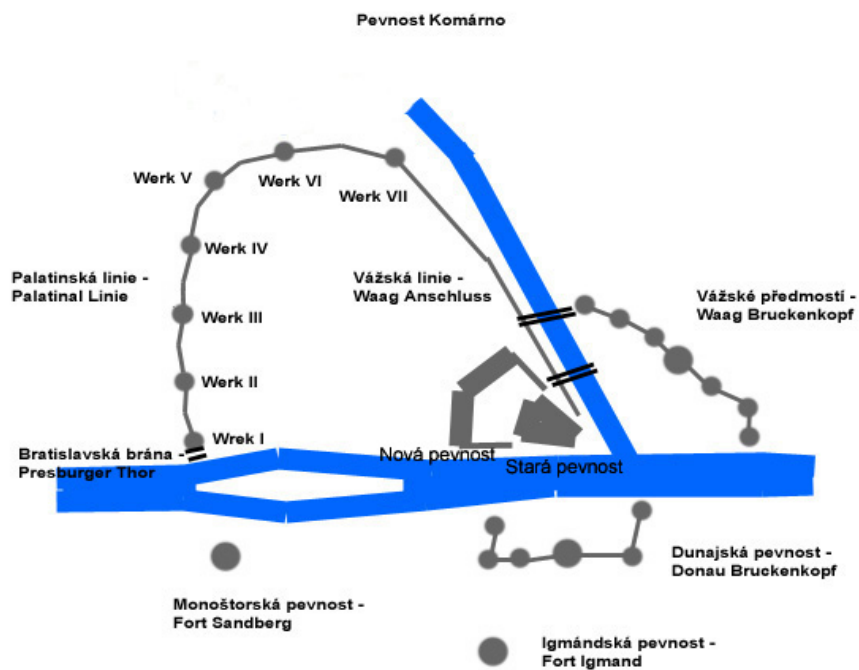 Pevnost Komárno
Werk V
Werk VI
Werk VII
Werk IV
Palatinská linie -
Palatinal Linie
Vážská linie -
Waag Anschluss
Vážské předmostí -
Waag Bruckenkopf
Werk III
Werk II
Wrek I
Bratislavská brána -
Presburger Thor
Nová pevnost
Stará pevnost
Dunajská pevnost -
Donau Bruckenkopf
Monoštorská pevnost -
Fort Sandberg
Igmándská pevnost -
Fort Igmand